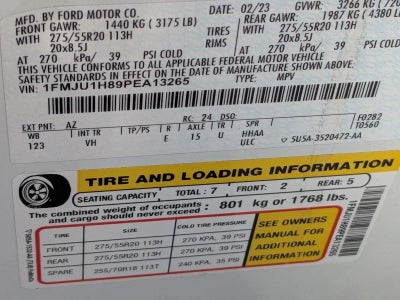 MFD. BY FORD MOTOR CO.
DATE: 02/23 GVWR: 3266 KG
FRONT GAWR: 1440 KG (3175 LB) REAR GAWR: 1987 KG (4380 LB)
WITH 275/55R20 113H TIRES WITH 275/55R20 113H
20x8.5J RIMS 20x8.5J
AT 270 kPa/ 39 PSI COLD AT 270 kPa/ 39 PSI COLD
THIS VEHICLE CONFORMS TO ALL APPLICABLE FEDERAL MOTOR VEHICLE
SAFETY STANDARDS IN EFFECT ON THE DATE OF MANUFACTURE SHOWN ABOVE.
VIN: 1FMJU1H89PEA13265 TYPE: MPV
EXT PNT: AZ RC: 24 DSO: F0282
WB INT TR TP/PS R AXLE TR SPR T0560
123 VH E 15 U HHAA
ULC 5U5A-3520472-AA
TIRE AND LOADING INFORMATION
SEATING CAPACITY TOTAL: 7 FRONT: 2 REAR: 5
The combined weight of occupants
and cargo should never exceed: 801 kg or 1768 lbs.
TIRE SIZE COLD TIRE PRESSURE
FRONT 275/55R20 113H 270 KPA, 39 PSI
REAR 275/55R20 113H 270 KPA, 39 PSI
SPARE 255/70R18 113T 240 KPA, 35 PSI
SEE OWNERS
MANUAL FOR
ADDITIONAL
INFORMATION
1FMJU1H89PEA13265